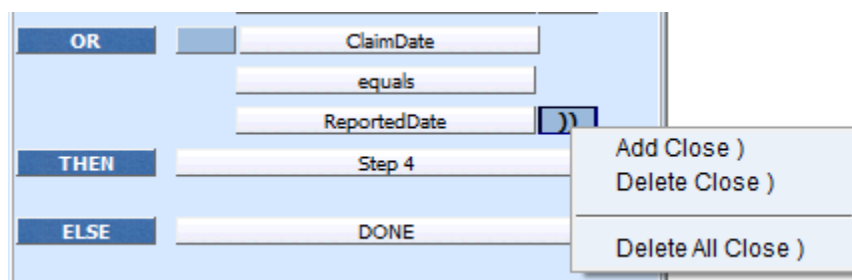 OR ClaimDate
equals
ReportedDate ))
THEN Step 4
ELSE DONE
Add Close )
Delete Close )
Delete All Close )